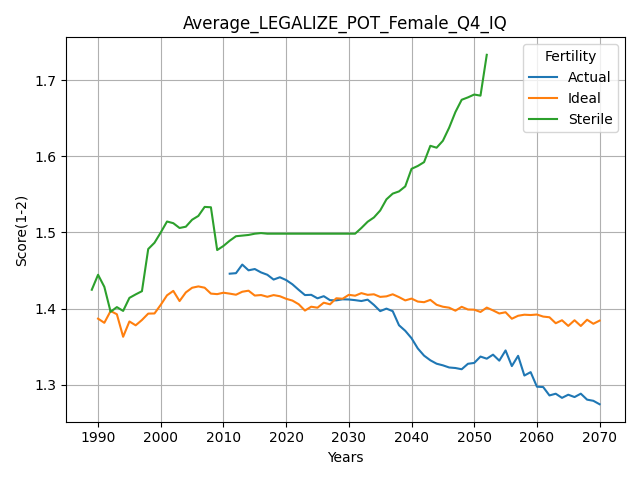 Average_LEGALIZE_POT_Female_Q4_IQ
Fertility
Actual
Ideal
Sterile
Score(1-2)
1.7
1.6
1.5
1.4
1.3
1990 2000 2010 2020 2030 2040 2050 2060 2070
Years